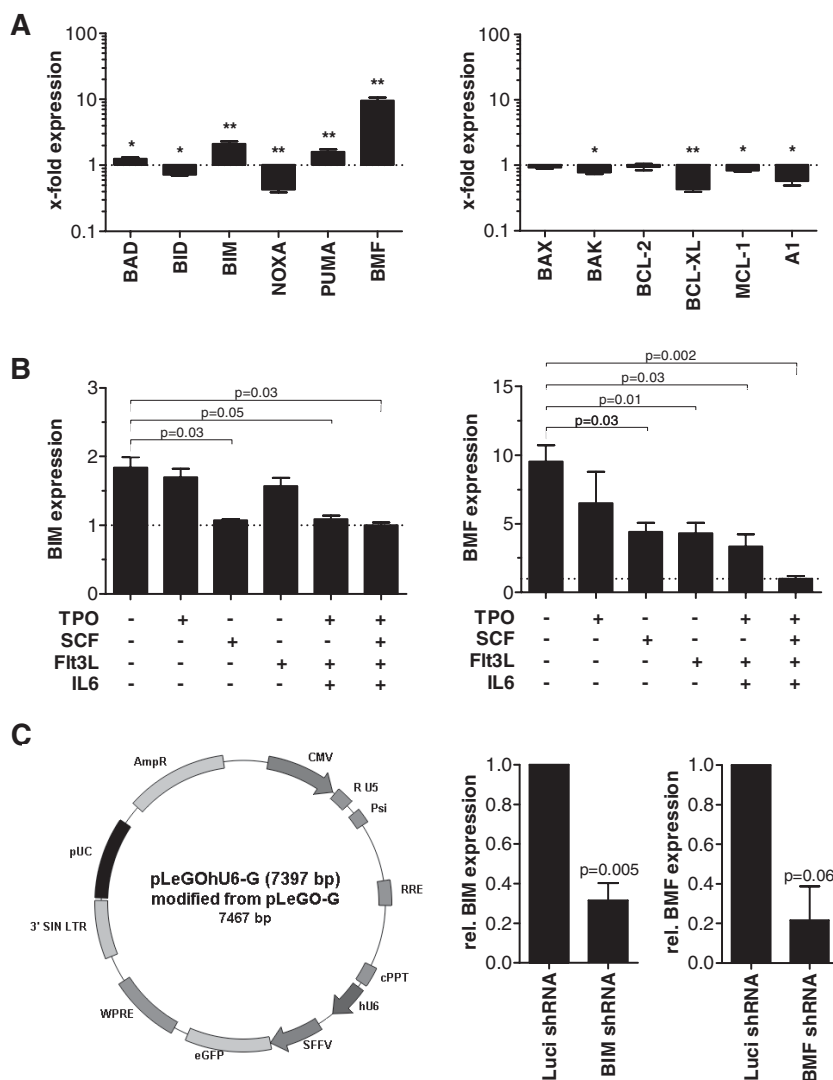 A
x-fold expression
100
10
1
0.1
*
*
**
**
**
**
BAD
BID
BIM
NOXA
PUMA
BMF
x-fold expression
100
10
1
0.1
*
**
*
*
BAX
BAK
BCL-2
BCL-XL
MCL-1
A1
B
BIM expression
3
2
1
0
p=0.03
p=0.05
p=0.03
TPO - + - - + +
SCF - - + - - +
Flt3L - - - + + +
IL6 - - - - + +
BMF expression
15
10
5
0
p=0.002
p=0.03
p=0.01
p=0.03
TPO - + - - + +
SCF - - + - - +
Flt3L - - - + + +
IL6 - - - - + +
C
AmpR
CMV
R U5
Psi
RRE
cPPT
hU6
SFFV
eGFP
WPRE
3' SIN LTR
pUC
pLeGOhU6-G (7397 bp)
modified from pLeGO-G
7467 bp
rel. BIM expression
1.0
0.8
0.6
0.4
0.2
0.0
p=0.005
Luci shRNA
BIM shRNA
rel. BMF expression
1.0
0.8
0.6
0.4
0.2
0.0
p=0.06
Luci shRNA
BMF shRNA